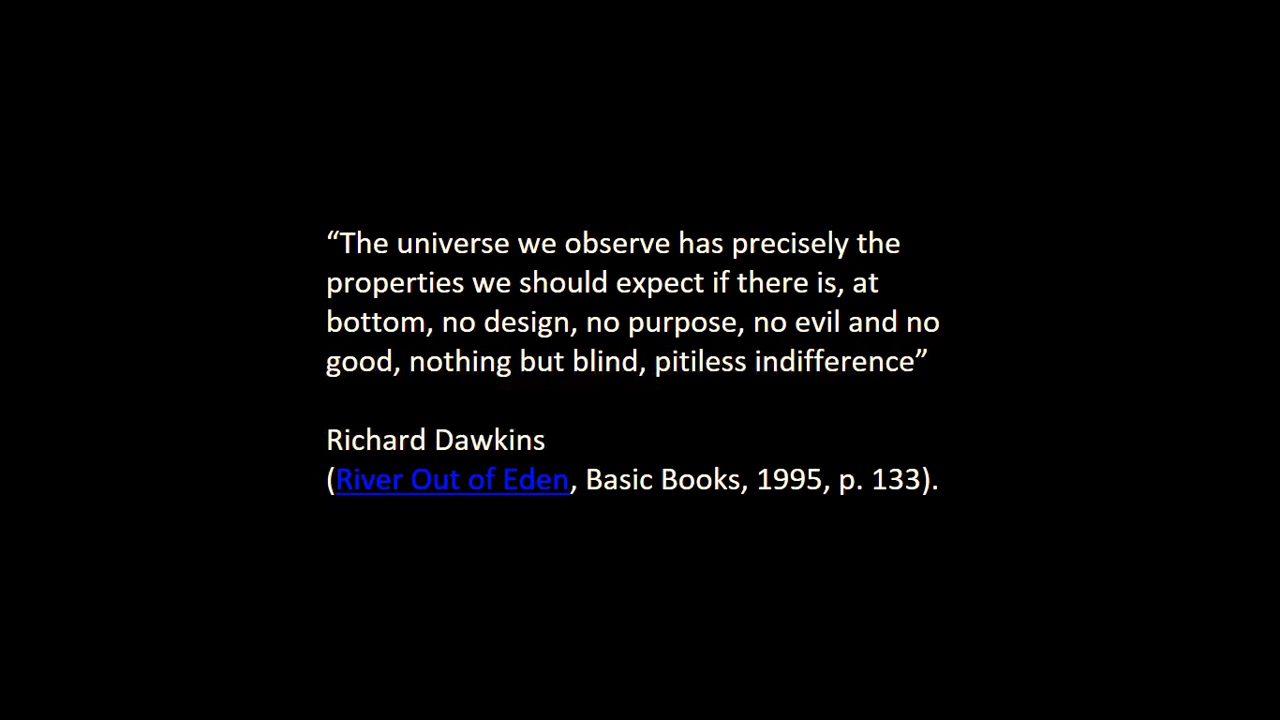 “The universe we observe has precisely the
properties we should expect if there is, at
bottom, no design, no purpose, no evil and no
good, nothing but blind, pitiless indifference”
Richard Dawkins
(River Out of Eden, Basic Books, 1995, p. 133).